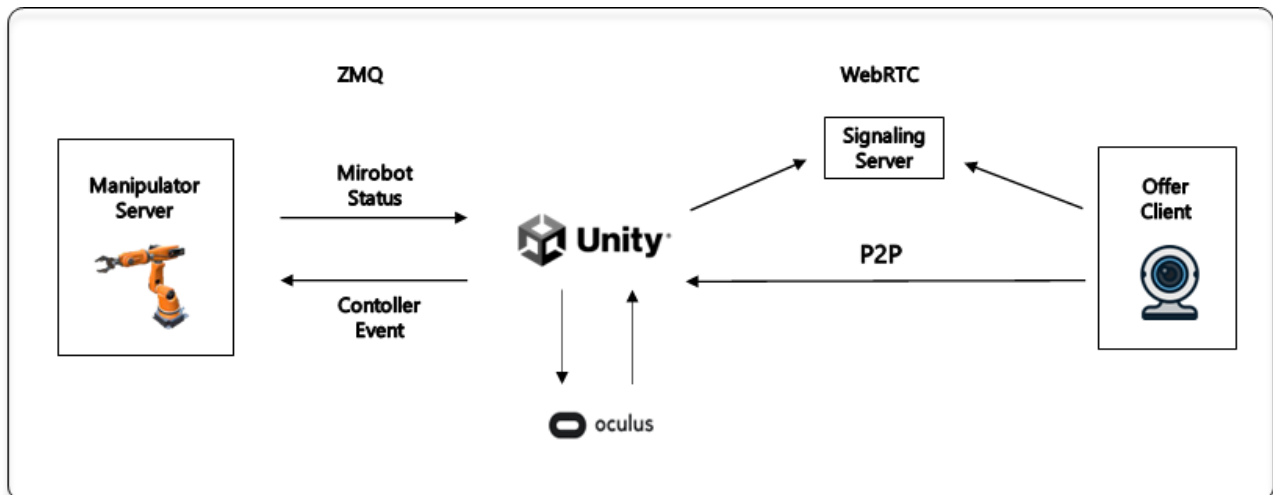 ZMQ
WebRTC
Manipulator
Server
Mirobot
Status
Contoller
Event
Unity
oculus
Signaling
Server
P2P
Offer
Client